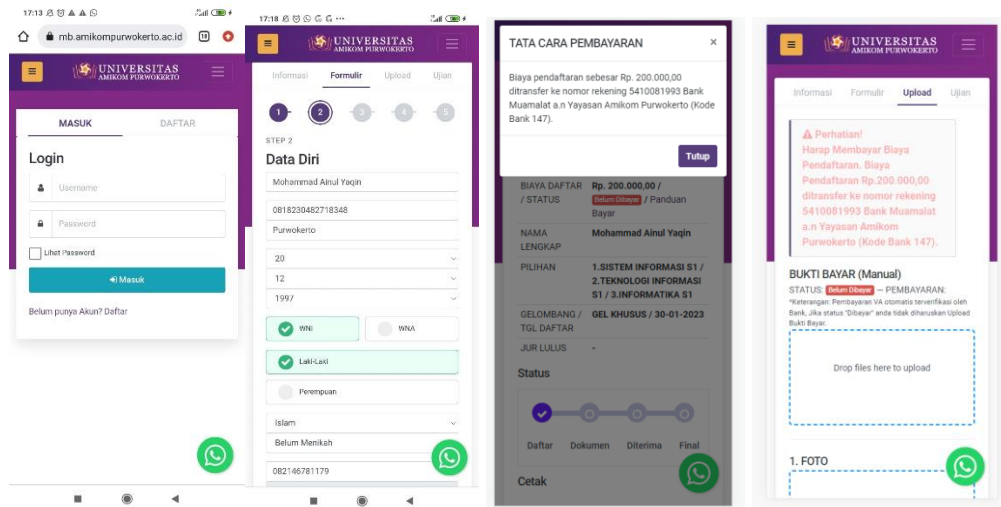 17:13
mb.amikompurwokerto.ac.id
18
UNIVERSITAS
AMIKOM PURWOKERTO
MASUK
DAFTAR
Login
Username
Password
Lihat Password
Masuk
Belum punya Akun? Daftar
17:18
UNIVERSITAS
AMIKOM PURWOKERTO
Informasi
Formulir
Upload
Ujian
1
2
3
4
5
STEP 2
Data Diri
Mohammad Ainul Yaqin
0818230482718348
Purwokerto
20
12
1997
WNI
WNA
Laki-Laki
Perempuan
Islam
Belum Menikah
082146781179
TATA CARA PEMBAYARAN ×
Biaya pendaftaran sebesar Rp. 200.000,00
ditransfer ke nomor rekening 5410081993 Bank
Muamalat a.n Yayasan Amikom Purwokerto (Kode
Bank 147).
Tutup
BIAYA DAFTAR / STATUS
Rp. 200.000,00 /
Belum Dibayar / Panduan
Bayar
NAMA
LENGKAP
Mohammad Ainul Yaqin
PILIHAN
1.SISTEM INFORMASI S1 /
2.TEKNOLOGI INFORMASI
S1 / 3.INFORMATIKA S1
GELOMBANG /
TGL DAFTAR
GEL KHUSUS / 30-01-2023
JUR LULUS
-
Status
Daftar
Dokumen
Diterima
Final
Cetak
UNIVERSITAS
AMIKOM PURWOKERTO
Informasi
Formulir
Upload
Ujian
Perhatian!
Harap Membayar Biaya
Pendaftaran. Biaya
Pendaftaran Rp.200.000,00
ditransfer ke nomor rekening
5410081993 Bank Muamalat
a.n Yayasan Amikom
Purwokerto (Kode Bank 147).
BUKTI BAYAR (Manual)
STATUS: Belum Dibayar -- PEMBAYARAN:
*Keterangan: Pembayaran VA otomatis terverifikasi oleh
Bank, Jika status "Dibayar" anda tidak diharuskan Upload
Bukti Bayar.
Drop files here to upload
1. FOTO